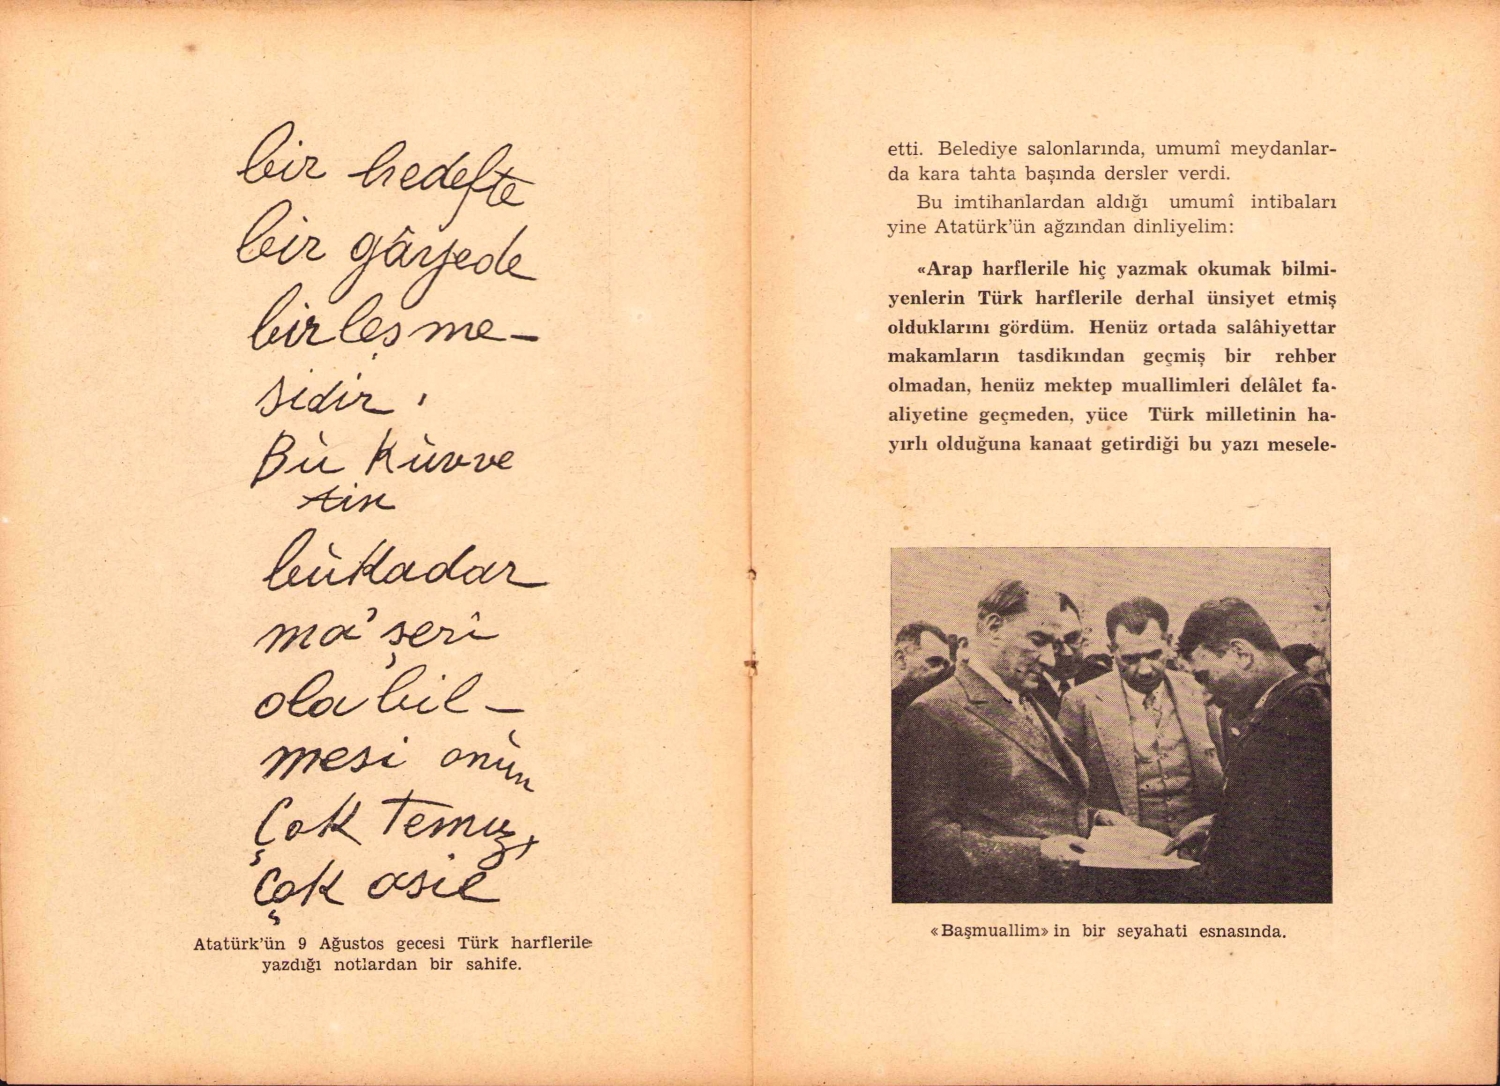 bir hedefte
bir gâyede
birleşme-
sidir.
Bù Kùvve
tin
bùkadar
ma'şerî
olabil-
mesi onùn
Çok Temiz,
Çok asil
Atatürk'ün 9 Ağustos gecesi Türk harflerile
yazdığı notlardan bir sahife.
etti. Belediye salonlarında, umumî meydanlar-
da kara tahta başında dersler verdi.
Bu imtihanlardan aldığı umumî intibaları
yine Atatürk'ün ağzından dinliyelim:
«Arap harflerile hiç yazmak okumak bilmi-
yenlerin Türk harflerile derhal ünsiyet etmiş
olduklarını gördüm. Henüz ortada salâhiyettar
makamların tasdikından geçmiş bir rehber
olmadan, henüz mektep muallimleri delâlet fa-
aliyetine geçmeden, yüce Türk milletinin ha-
yırlı olduğuna kanaat getirdiği bu yazı mesele-
«Başmuallim» in bir seyahati esnasında.